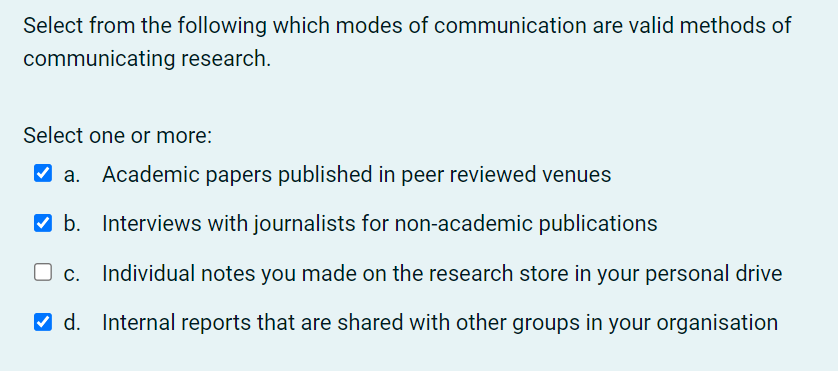 Select from the following which modes of communication are valid methods of
communicating research.
Select one or more:
a. Academic papers published in peer reviewed venues
b. Interviews with journalists for non-academic publications
c. Individual notes you made on the research store in your personal drive
d. Internal reports that are shared with other groups in your organisation